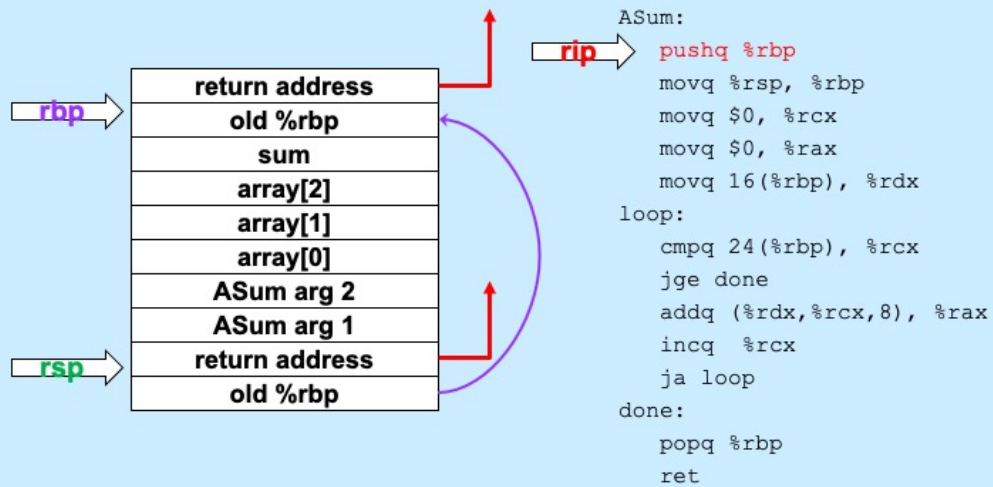 return address
old %rbp
sum
array[2]
array[1]
array[0]
ASum arg 2
ASum arg 1
return address
old %rbp
rbp
rsp
rip
ASum:
pushq %rbp
movq %rsp, %rbp
movq $0, %rcx
movq $0, %rax
movq 16(%rbp), %rdx
loop:
cmpq 24(%rbp), %rcx
jge done
addq (%rdx,%rcx,8), %rax
incq %rcx
ja loop
done:
popq %rbp
ret